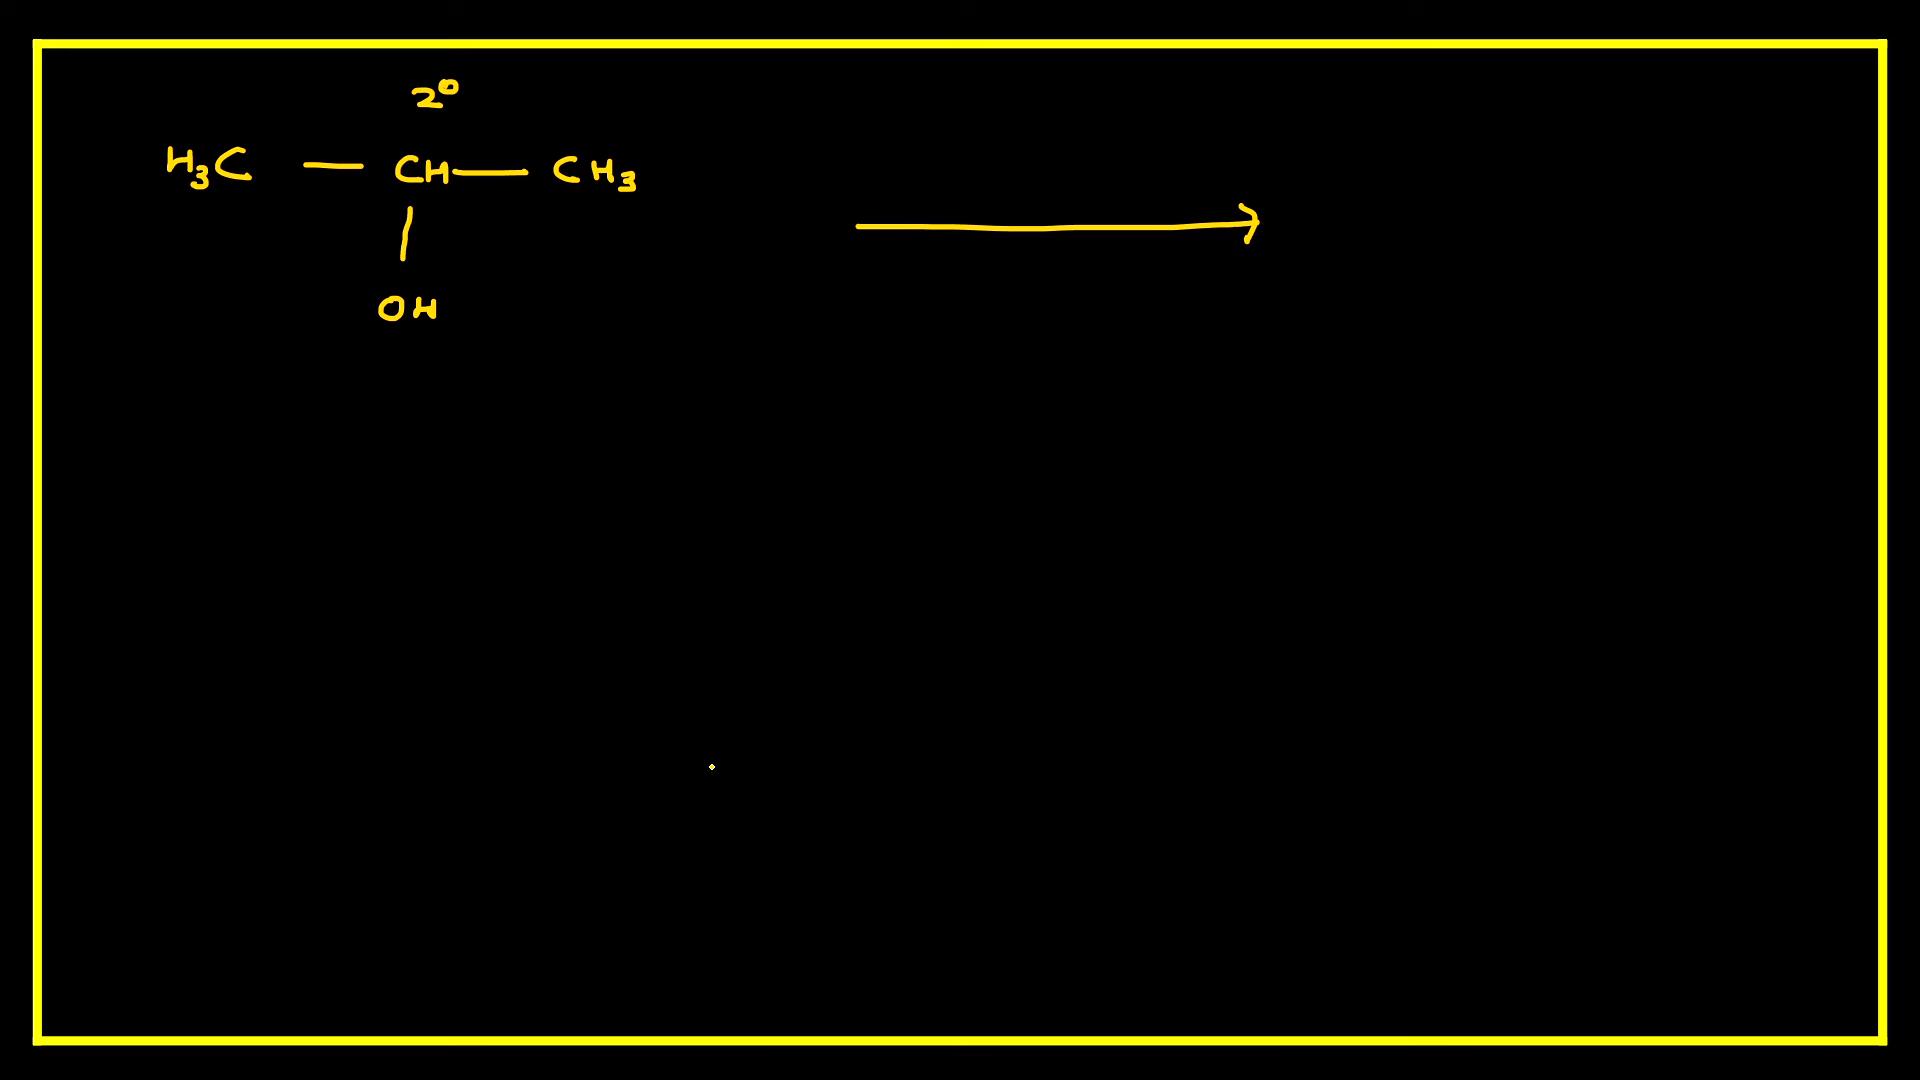 2°
H₃C — CH — CH₃
OH